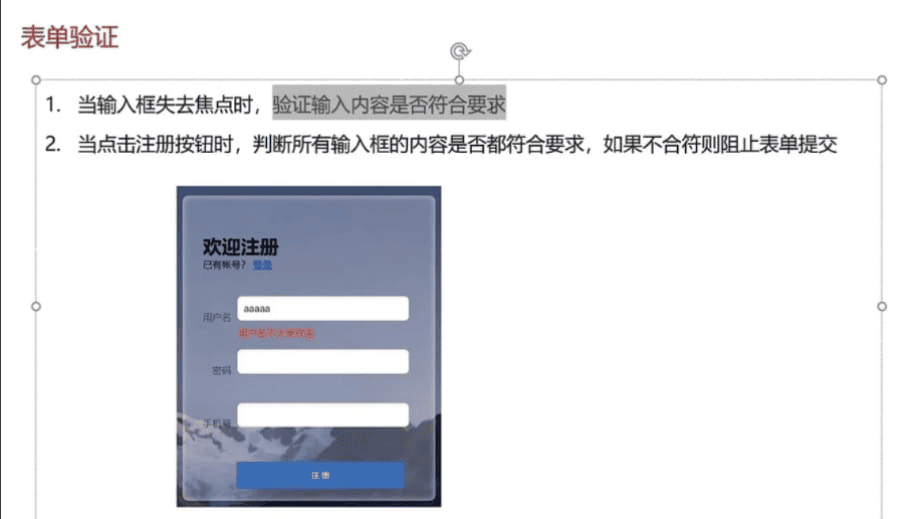 表单验证
1. 当输入框失去焦点时，验证输入内容是否符合要求
2. 当点击注册按钮时，判断所有输入框的内容是否都符合要求，如果不合符则阻止表单提交
欢迎注册
已有帐号？ 登录
用户名 aaaaa
密码
手机号
注册